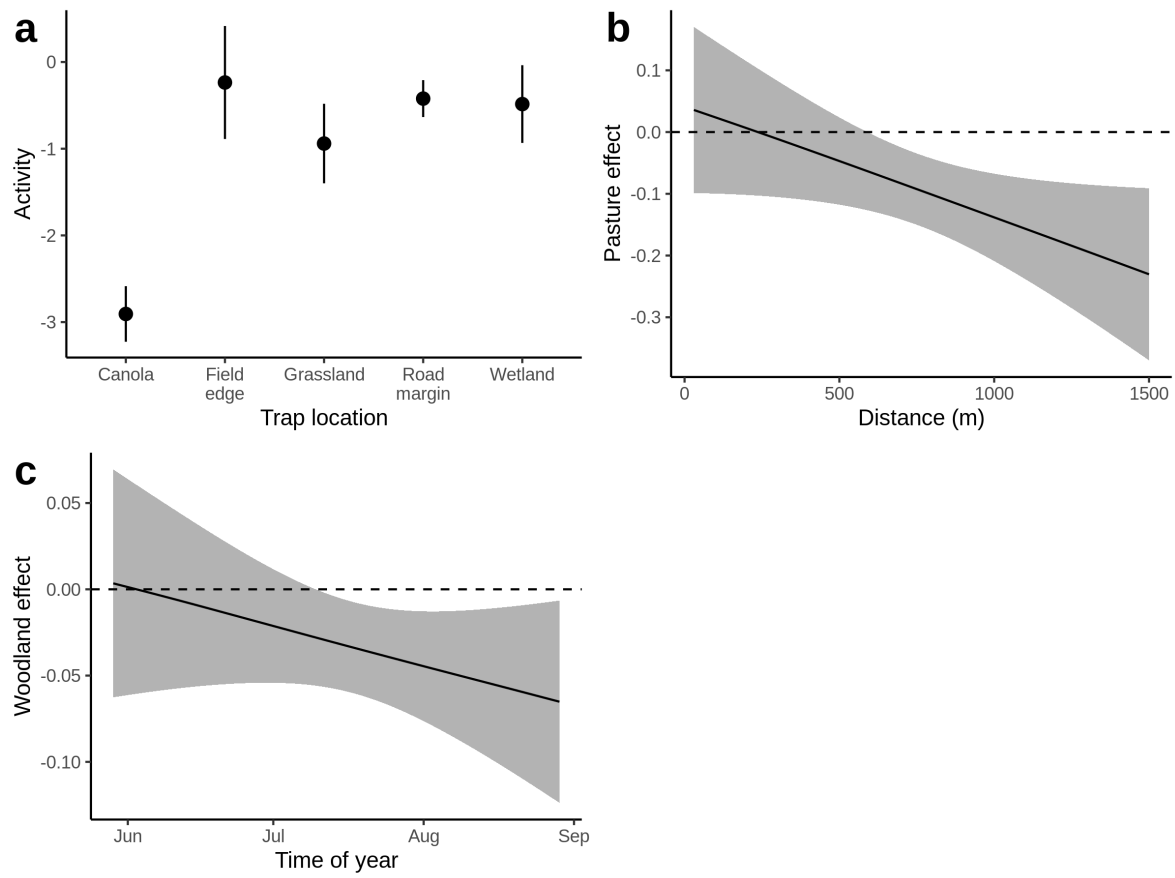 a
Activity
0
-1
-2
-3
Canola
Field
edge
Grassland
Road
margin
Wetland
Trap location
b
Pasture effect
0.1
0.0
-0.1
-0.2
-0.3
0
500
1000
1500
Distance (m)
c
Woodland effect
0.05
0.00
-0.05
-0.10
Jun
Jul
Aug
Sep
Time of year